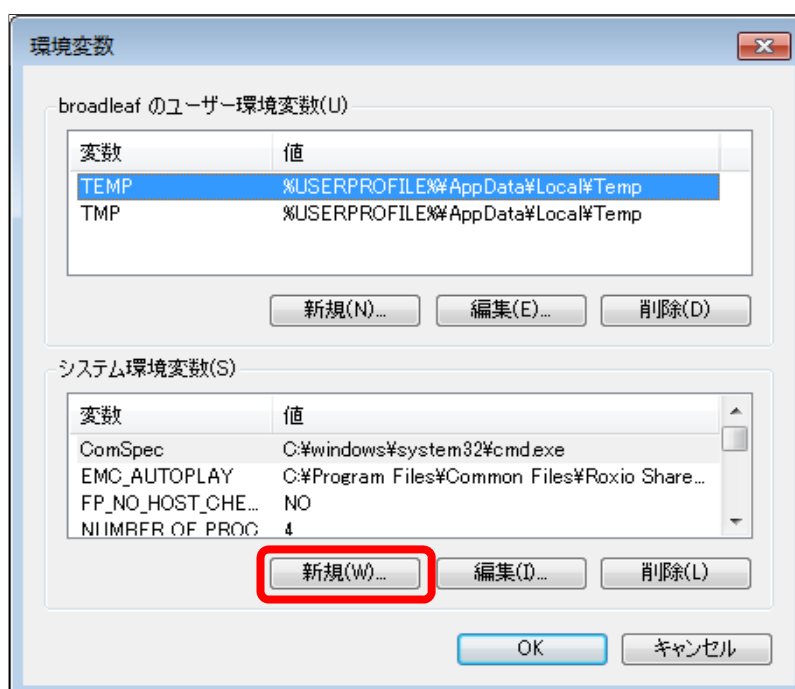 環境変数
broadleaf のユーザー環境変数(U)
変数 値
TEMP %USERPROFILE%¥AppData¥Local¥Temp
TMP %USERPROFILE%¥AppData¥Local¥Temp
新規(N)... 編集(E)... 削除(D)
システム環境変数(S)
変数 値
ComSpec C:¥windows¥system32¥cmd.exe
EMC_AUTOPLAY C:¥Program Files¥Common Files¥Roxio Share...
FP_NO_HOST_CHE... NO
NUMBER_OF_PROC 4
新規(W)... 編集(I)... 削除(L)
OK キャンセル